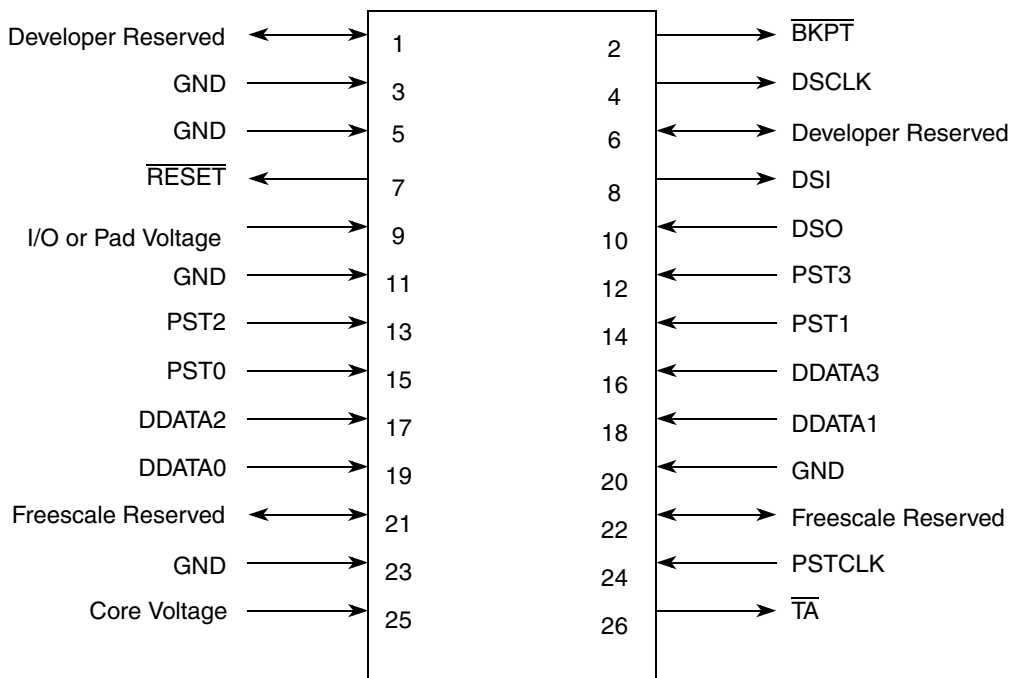 Developer Reserved 1 2 BKPT
GND 3 4 DSCLK
GND 5 6 Developer Reserved
RESET 7 8 DSI
I/O or Pad Voltage 9 10 DSO
GND 11 12 PST3
PST2 13 14 PST1
PST0 15 16 DDATA3
DDATA2 17 18 DDATA1
DDATA0 19 20 GND
Freescale Reserved 21 22 Freescale Reserved
GND 23 24 PSTCLK
Core Voltage 25 26 TA